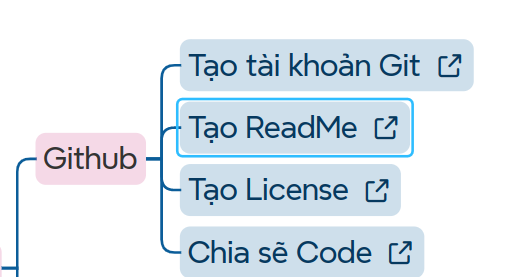 Tạo tài khoản Git
Tạo ReadMe
Github
Tạo License
Chia sẽ Code